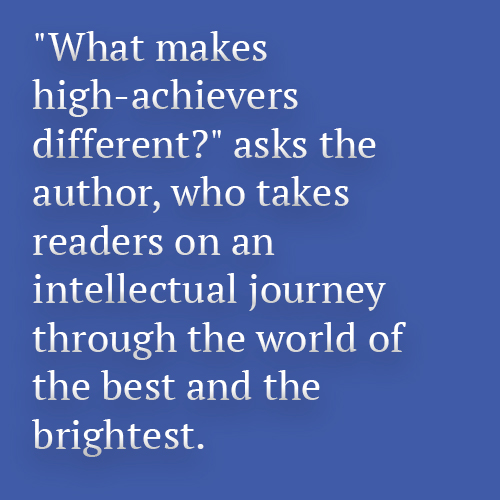 "What makes
high-achievers
different?" asks the
author, who takes
readers on an
intellectual journey
through the world of
the best and the
brightest.